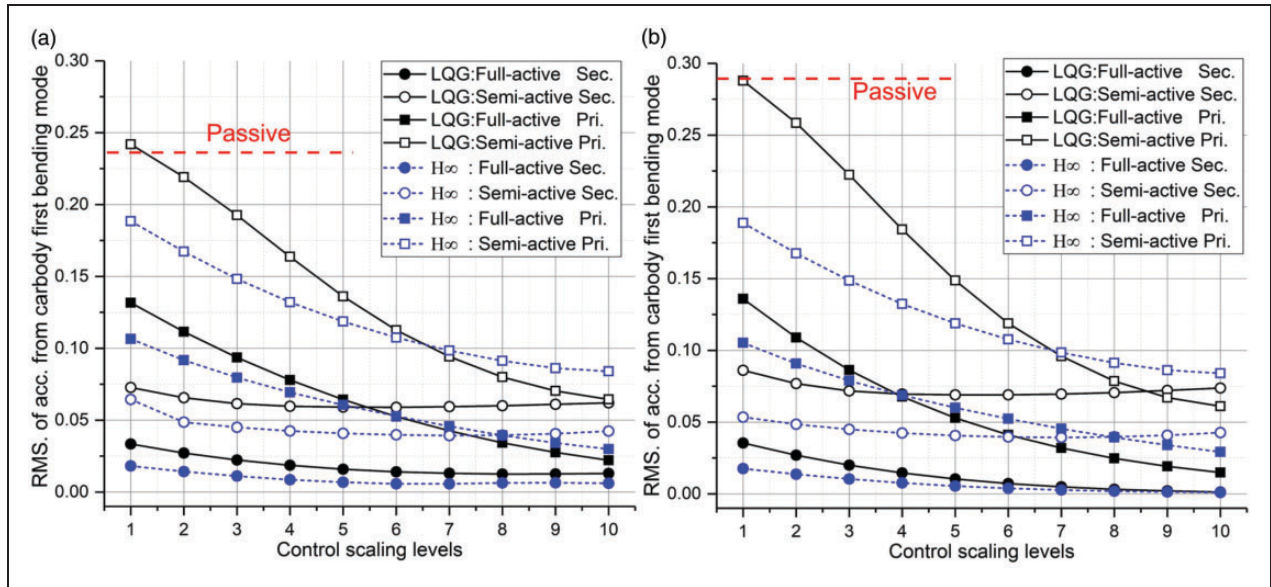 (a)
RMS. of acc. from carbody first bending mode
0.30
0.25
0.20
0.15
0.10
0.05
0.00
Passive
LQG:Full-active Sec.
LQG:Semi-active Sec.
LQG:Full-active Pri.
LQG:Semi-active Pri.
H∞ : Full-active Sec.
H∞ : Semi-active Sec.
H∞ : Full-active Pri.
H∞ : Semi-active Pri.
1 2 3 4 5 6 7 8 9 10
Control scaling levels
(b)
RMS. of acc. from carbody first bending mode
0.30
0.25
0.20
0.15
0.10
0.05
0.00
Passive
LQG:Full-active Sec.
LQG:Semi-active Sec.
LQG:Full-active Pri.
LQG:Semi-active Pri.
H∞ : Full-active Sec.
H∞ : Semi-active Sec.
H∞ : Full-active Pri.
H∞ : Semi-active Pri.
1 2 3 4 5 6 7 8 9 10
Control scaling levels